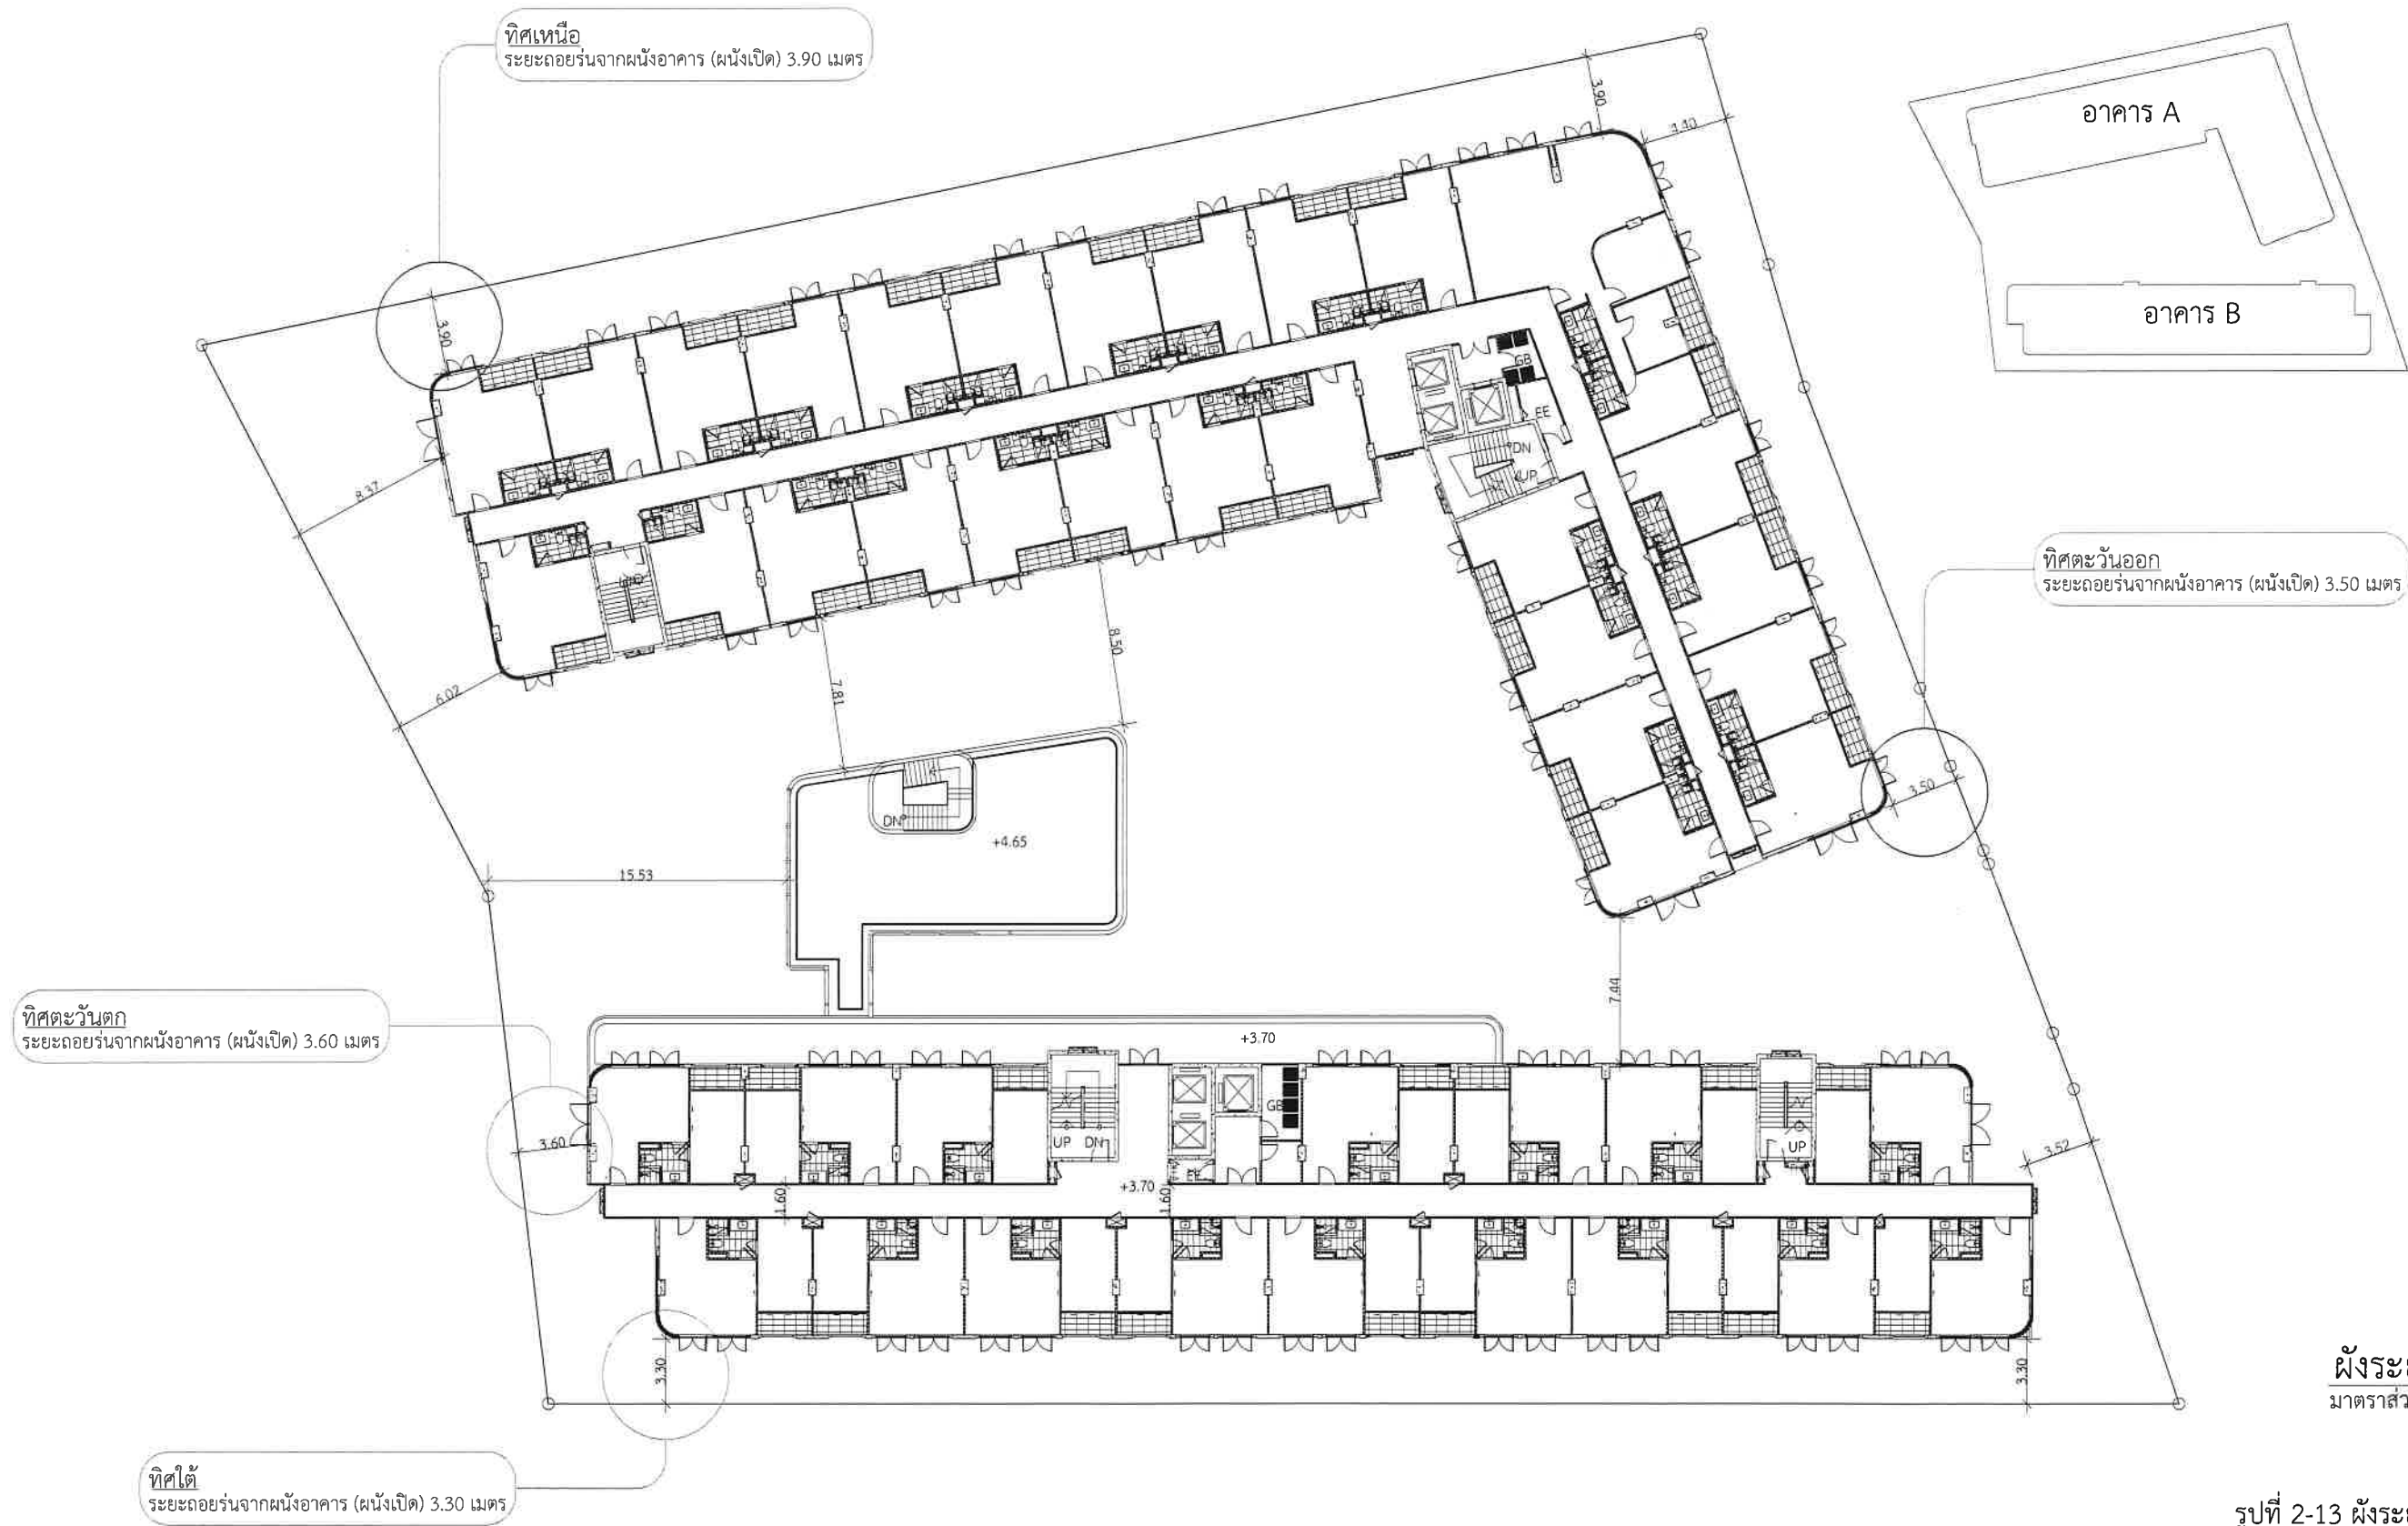 ทิศเหนือ
ระยะถอยร่นจากผนังอาคาร (ผนังเปิด) 3.90 เมตร
3.90
4.40
อาคาร A
อาคาร B
3.90
8.37
GB
EE
DN
UP
6.02
7.81
8.50
ทิศตะวันออก
ระยะถอยร่นจากผนังอาคาร (ผนังเปิด) 3.50 เมตร
3.50
DN
+4.65
15.53
7.44
ทิศตะวันตก
ระยะถอยร่นจากผนังอาคาร (ผนังเปิด) 3.60 เมตร
+3.70
GB
3.60
UP DN
UP
3.52
EE
+3.70
1.60
1.60
3.30
3.30
ผังระ
มาตราส่ว
ทิศใต้
ระยะถอยร่นจากผนังอาคาร (ผนังเปิด) 3.30 เมตร
รูปที่ 2-13 ผังระ